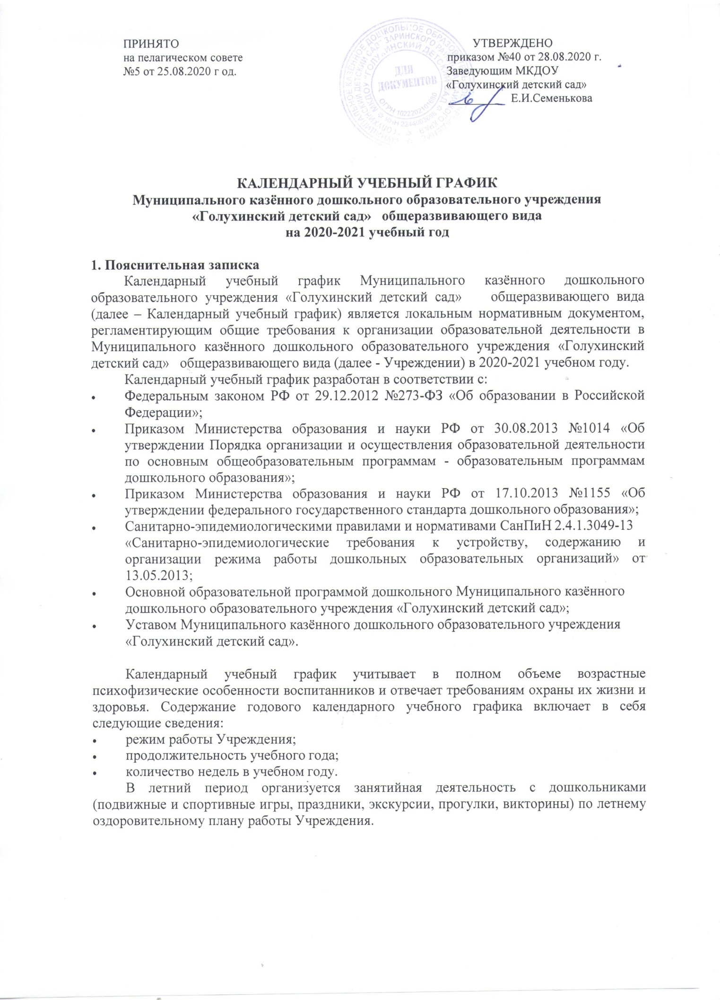 ПРИНЯТО
на пелагическом совете
№5 от 25.08.2020 г од.
УТВЕРЖДЕНО
приказом №40 от 28.08.2020 г.
Заведующим МКДОУ
«Голухинский детский сад»
Е.И.Семенькова
ДЛЯ
ДОКУМЕНТОВ
ОГРН 1022202101680
ИНН 2244003695
КАЛЕНДАРНЫЙ УЧЕБНЫЙ ГРАФИК
Муниципального казённого дошкольного образовательного учреждения
«Голухинский детский сад» общеразвивающего вида
на 2020-2021 учебный год
1. Пояснительная записка
Календарный учебный график Муниципального казённого дошкольного
образовательного учреждения «Голухинский детский сад» общеразвивающего вида
(далее – Календарный учебный график) является локальным нормативным документом,
регламентирующим общие требования к организации образовательной деятельности в
Муниципального казённого дошкольного образовательного учреждения «Голухинский
детский сад» общеразвивающего вида (далее - Учреждении) в 2020-2021 учебном году.
Календарный учебный график разработан в соответствии с:
• Федеральным законом РФ от 29.12.2012 №273-ФЗ «Об образовании в Российской
Федерации»;
• Приказом Министерства образования и науки РФ от 30.08.2013 №1014 «Об
утверждении Порядка организации и осуществления образовательной деятельности
по основным общеобразовательным программам - образовательным программам
дошкольного образования»;
• Приказом Министерства образования и науки РФ от 17.10.2013 №1155 «Об
утверждении федерального государственного стандарта дошкольного образования»;
• Санитарно-эпидемиологическими правилами и нормативами СанПиН 2.4.1.3049-13
«Санитарно-эпидемиологические требования к устройству, содержанию и
организации режима работы дошкольных образовательных организаций» от
13.05.2013;
• Основной образовательной программой дошкольного Муниципального казённого
дошкольного образовательного учреждения «Голухинский детский сад»;
• Уставом Муниципального казённого дошкольного образовательного учреждения
«Голухинский детский сад».
Календарный учебный график учитывает в полном объеме возрастные
психофизические особенности воспитанников и отвечает требованиям охраны их жизни и
здоровья. Содержание годового календарного учебного графика включает в себя
следующие сведения:
• режим работы Учреждения;
• продолжительность учебного года;
• количество недель в учебном году.
В летний период организуется занятийная деятельность с дошкольниками
(подвижные и спортивные игры, праздники, экскурсии, прогулки, викторины) по летнему
оздоровительному плану работы Учреждения.